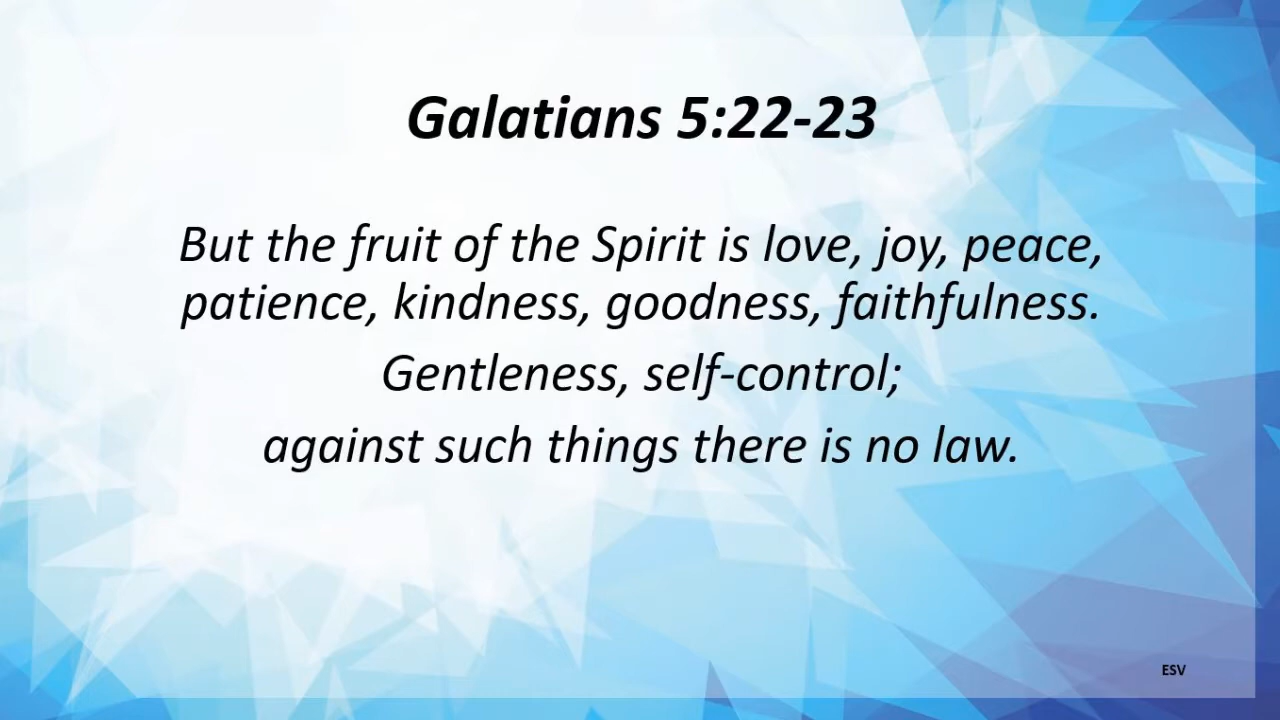 Galatians 5:22-23
But the fruit of the Spirit is love, joy, peace,
patience, kindness, goodness, faithfulness.
Gentleness, self-control;
against such things there is no law.
ESV